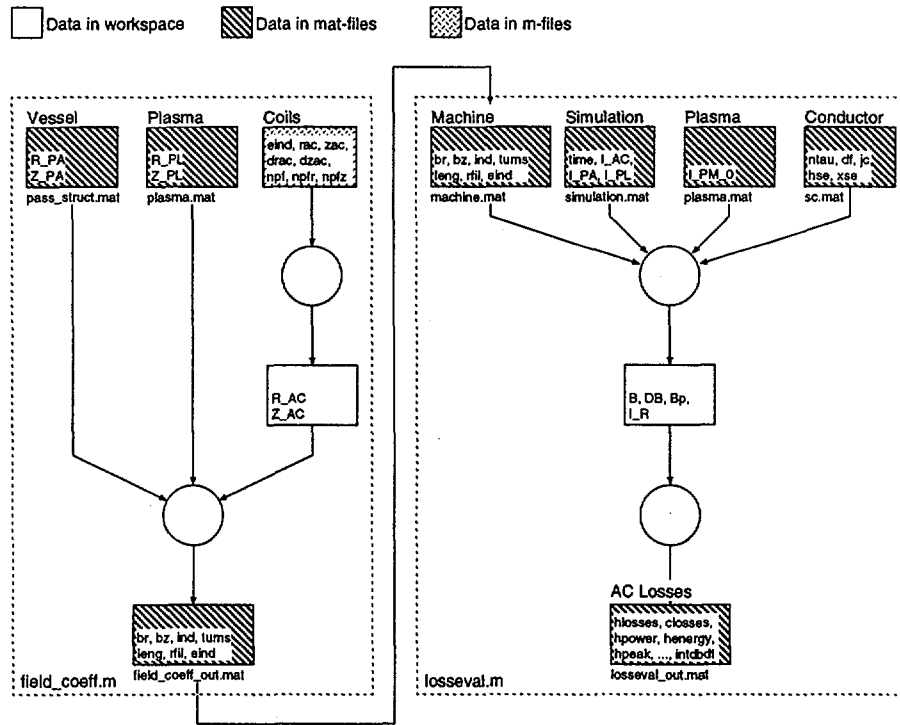 Data in workspace
Data in mat-files
Data in m-files
Vessel
R_PA
Z_PA
pass_struct.mat
Plasma
R_PL
Z_PL
plasma.mat
Coils
eind, rac, zac,
drac, dzac,
npf, npfr, npfz
R_AC
Z_AC
br, bz, ind, turns
leng, rfil, eind
field_coeff_out.mat
field_coeff.m
Machine
br, bz, ind, turns
leng, rfil, eind
machine.mat
Simulation
time, I_AC,
I_PA, I_PL
simulation.mat
Plasma
I_PM_0
plasma.mat
Conductor
ntau, df, jc,
hse, xse
sc.mat
B, DB, Bp,
I_R
AC Losses
hlosses, closses,
hpower, henergy,
hpeak, ..., intdbdt
losseval_out.mat
losseval.m